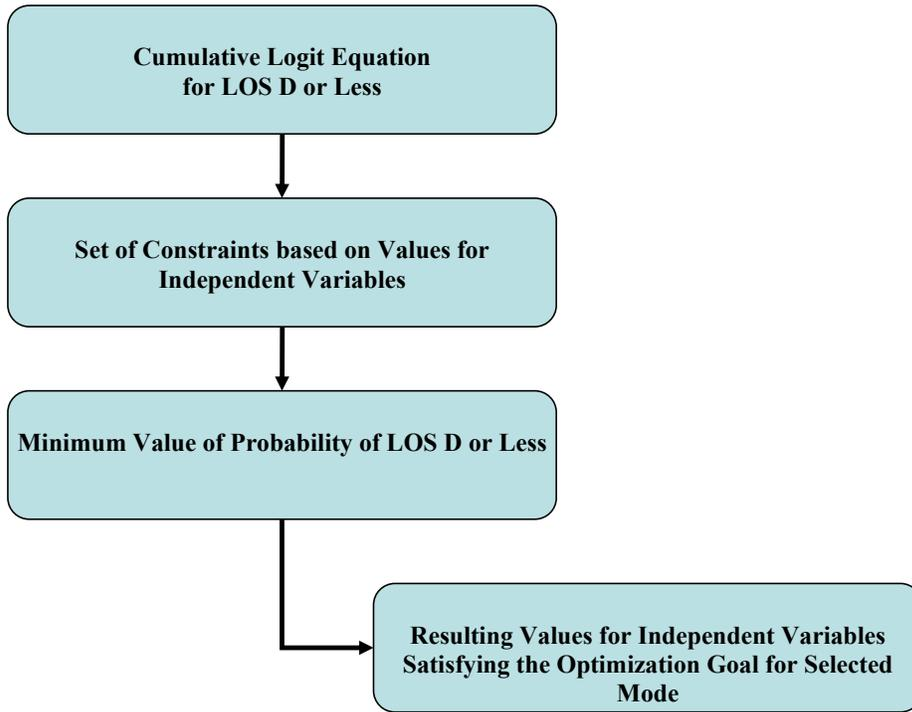 Cumulative Logit Equation
for LOS D or Less
Set of Constraints based on Values for
Independent Variables
Minimum Value of Probability of LOS D or Less
Resulting Values for Independent Variables
Satisfying the Optimization Goal for Selected
Mode